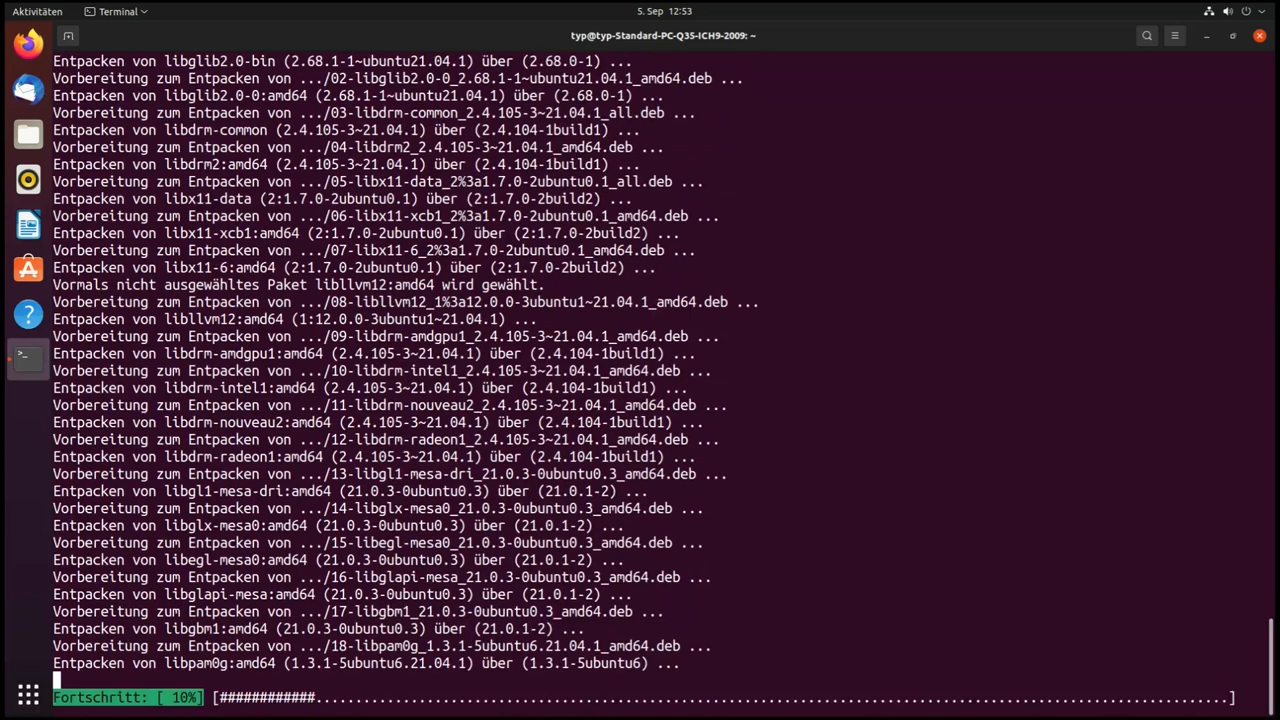 Aktivitäten
Terminal
5. Sep 12:53
typ@typ-Standard-PC-Q35-ICH9-2009: ~
Entpacken von libglib2.0-bin (2.68.1-1~ubuntu21.04.1) über (2.68.0-1) ...
Vorbereitung zum Entpacken von .../02-libglib2.0-0_2.68.1-1~ubuntu21.04.1_amd64.deb ...
Entpacken von libglib2.0-0:amd64 (2.68.1-1~ubuntu21.04.1) über (2.68.0-1) ...
Vorbereitung zum Entpacken von .../03-libdrm-common_2.4.105-3~21.04.1_all.deb ...
Entpacken von libdrm-common (2.4.105-3~21.04.1) über (2.4.104-1build1) ...
Vorbereitung zum Entpacken von .../04-libdrm2_2.4.105-3~21.04.1_amd64.deb ...
Entpacken von libdrm2:amd64 (2.4.105-3~21.04.1) über (2.4.104-1build1) ...
Vorbereitung zum Entpacken von .../05-libx11-data_2%3a1.7.0-2ubuntu0.1_all.deb ...
Entpacken von libx11-data (2:1.7.0-2ubuntu0.1) über (2:1.7.0-2build2) ...
Vorbereitung zum Entpacken von .../06-libx11-xcb1_2%3a1.7.0-2ubuntu0.1_amd64.deb ...
Entpacken von libx11-xcb1:amd64 (2:1.7.0-2ubuntu0.1) über (2:1.7.0-2build2) ...
Vorbereitung zum Entpacken von .../07-libx11-6_2%3a1.7.0-2ubuntu0.1_amd64.deb ...
Entpacken von libx11-6:amd64 (2:1.7.0-2ubuntu0.1) über (2:1.7.0-2build2) ...
Vormals nicht ausgewähltes Paket libllvm12:amd64 wird gewählt.
Vorbereitung zum Entpacken von .../08-libllvm12_1%3a12.0.0-3ubuntu1~21.04.1_amd64.deb ...
Entpacken von libllvm12:amd64 (1:12.0.0-3ubuntu1~21.04.1) ...
Vorbereitung zum Entpacken von .../09-libdrm-amdgpu1_2.4.105-3~21.04.1_amd64.deb ...
Entpacken von libdrm-amdgpu1:amd64 (2.4.105-3~21.04.1) über (2.4.104-1build1) ...
Vorbereitung zum Entpacken von .../10-libdrm-intel1_2.4.105-3~21.04.1_amd64.deb ...
Entpacken von libdrm-intel1:amd64 (2.4.105-3~21.04.1) über (2.4.104-1build1) ...
Vorbereitung zum Entpacken von .../11-libdrm-nouveau2_2.4.105-3~21.04.1_amd64.deb ...
Entpacken von libdrm-nouveau2:amd64 (2.4.105-3~21.04.1) über (2.4.104-1build1) ...
Vorbereitung zum Entpacken von .../12-libdrm-radeon1_2.4.105-3~21.04.1_amd64.deb ...
Entpacken von libdrm-radeon1:amd64 (2.4.105-3~21.04.1) über (2.4.104-1build1) ...
Vorbereitung zum Entpacken von .../13-libgl1-mesa-dri_21.0.3-0ubuntu0.3_amd64.deb ...
Entpacken von libgl1-mesa-dri:amd64 (21.0.3-0ubuntu0.3) über (21.0.1-2) ...
Vorbereitung zum Entpacken von .../14-libglx-mesa0_21.0.3-0ubuntu0.3_amd64.deb ...
Entpacken von libglx-mesa0:amd64 (21.0.3-0ubuntu0.3) über (21.0.1-2) ...
Vorbereitung zum Entpacken von .../15-libegl-mesa0_21.0.3-0ubuntu0.3_amd64.deb ...
Entpacken von libegl-mesa0:amd64 (21.0.3-0ubuntu0.3) über (21.0.1-2) ...
Vorbereitung zum Entpacken von .../16-libglapi-mesa_21.0.3-0ubuntu0.3_amd64.deb ...
Entpacken von libglapi-mesa:amd64 (21.0.3-0ubuntu0.3) über (21.0.1-2) ...
Vorbereitung zum Entpacken von .../17-libgbm1_21.0.3-0ubuntu0.3_amd64.deb ...
Entpacken von libgbm1:amd64 (21.0.3-0ubuntu0.3) über (21.0.1-2) ...
Vorbereitung zum Entpacken von .../18-libpam0g_1.3.1-5ubuntu6.21.04.1_amd64.deb ...
Entpacken von libpam0g:amd64 (1.3.1-5ubuntu6.21.04.1) über (1.3.1-5ubuntu6) ...
Fortschritt: [ 10%] [############...................................................................................................................]